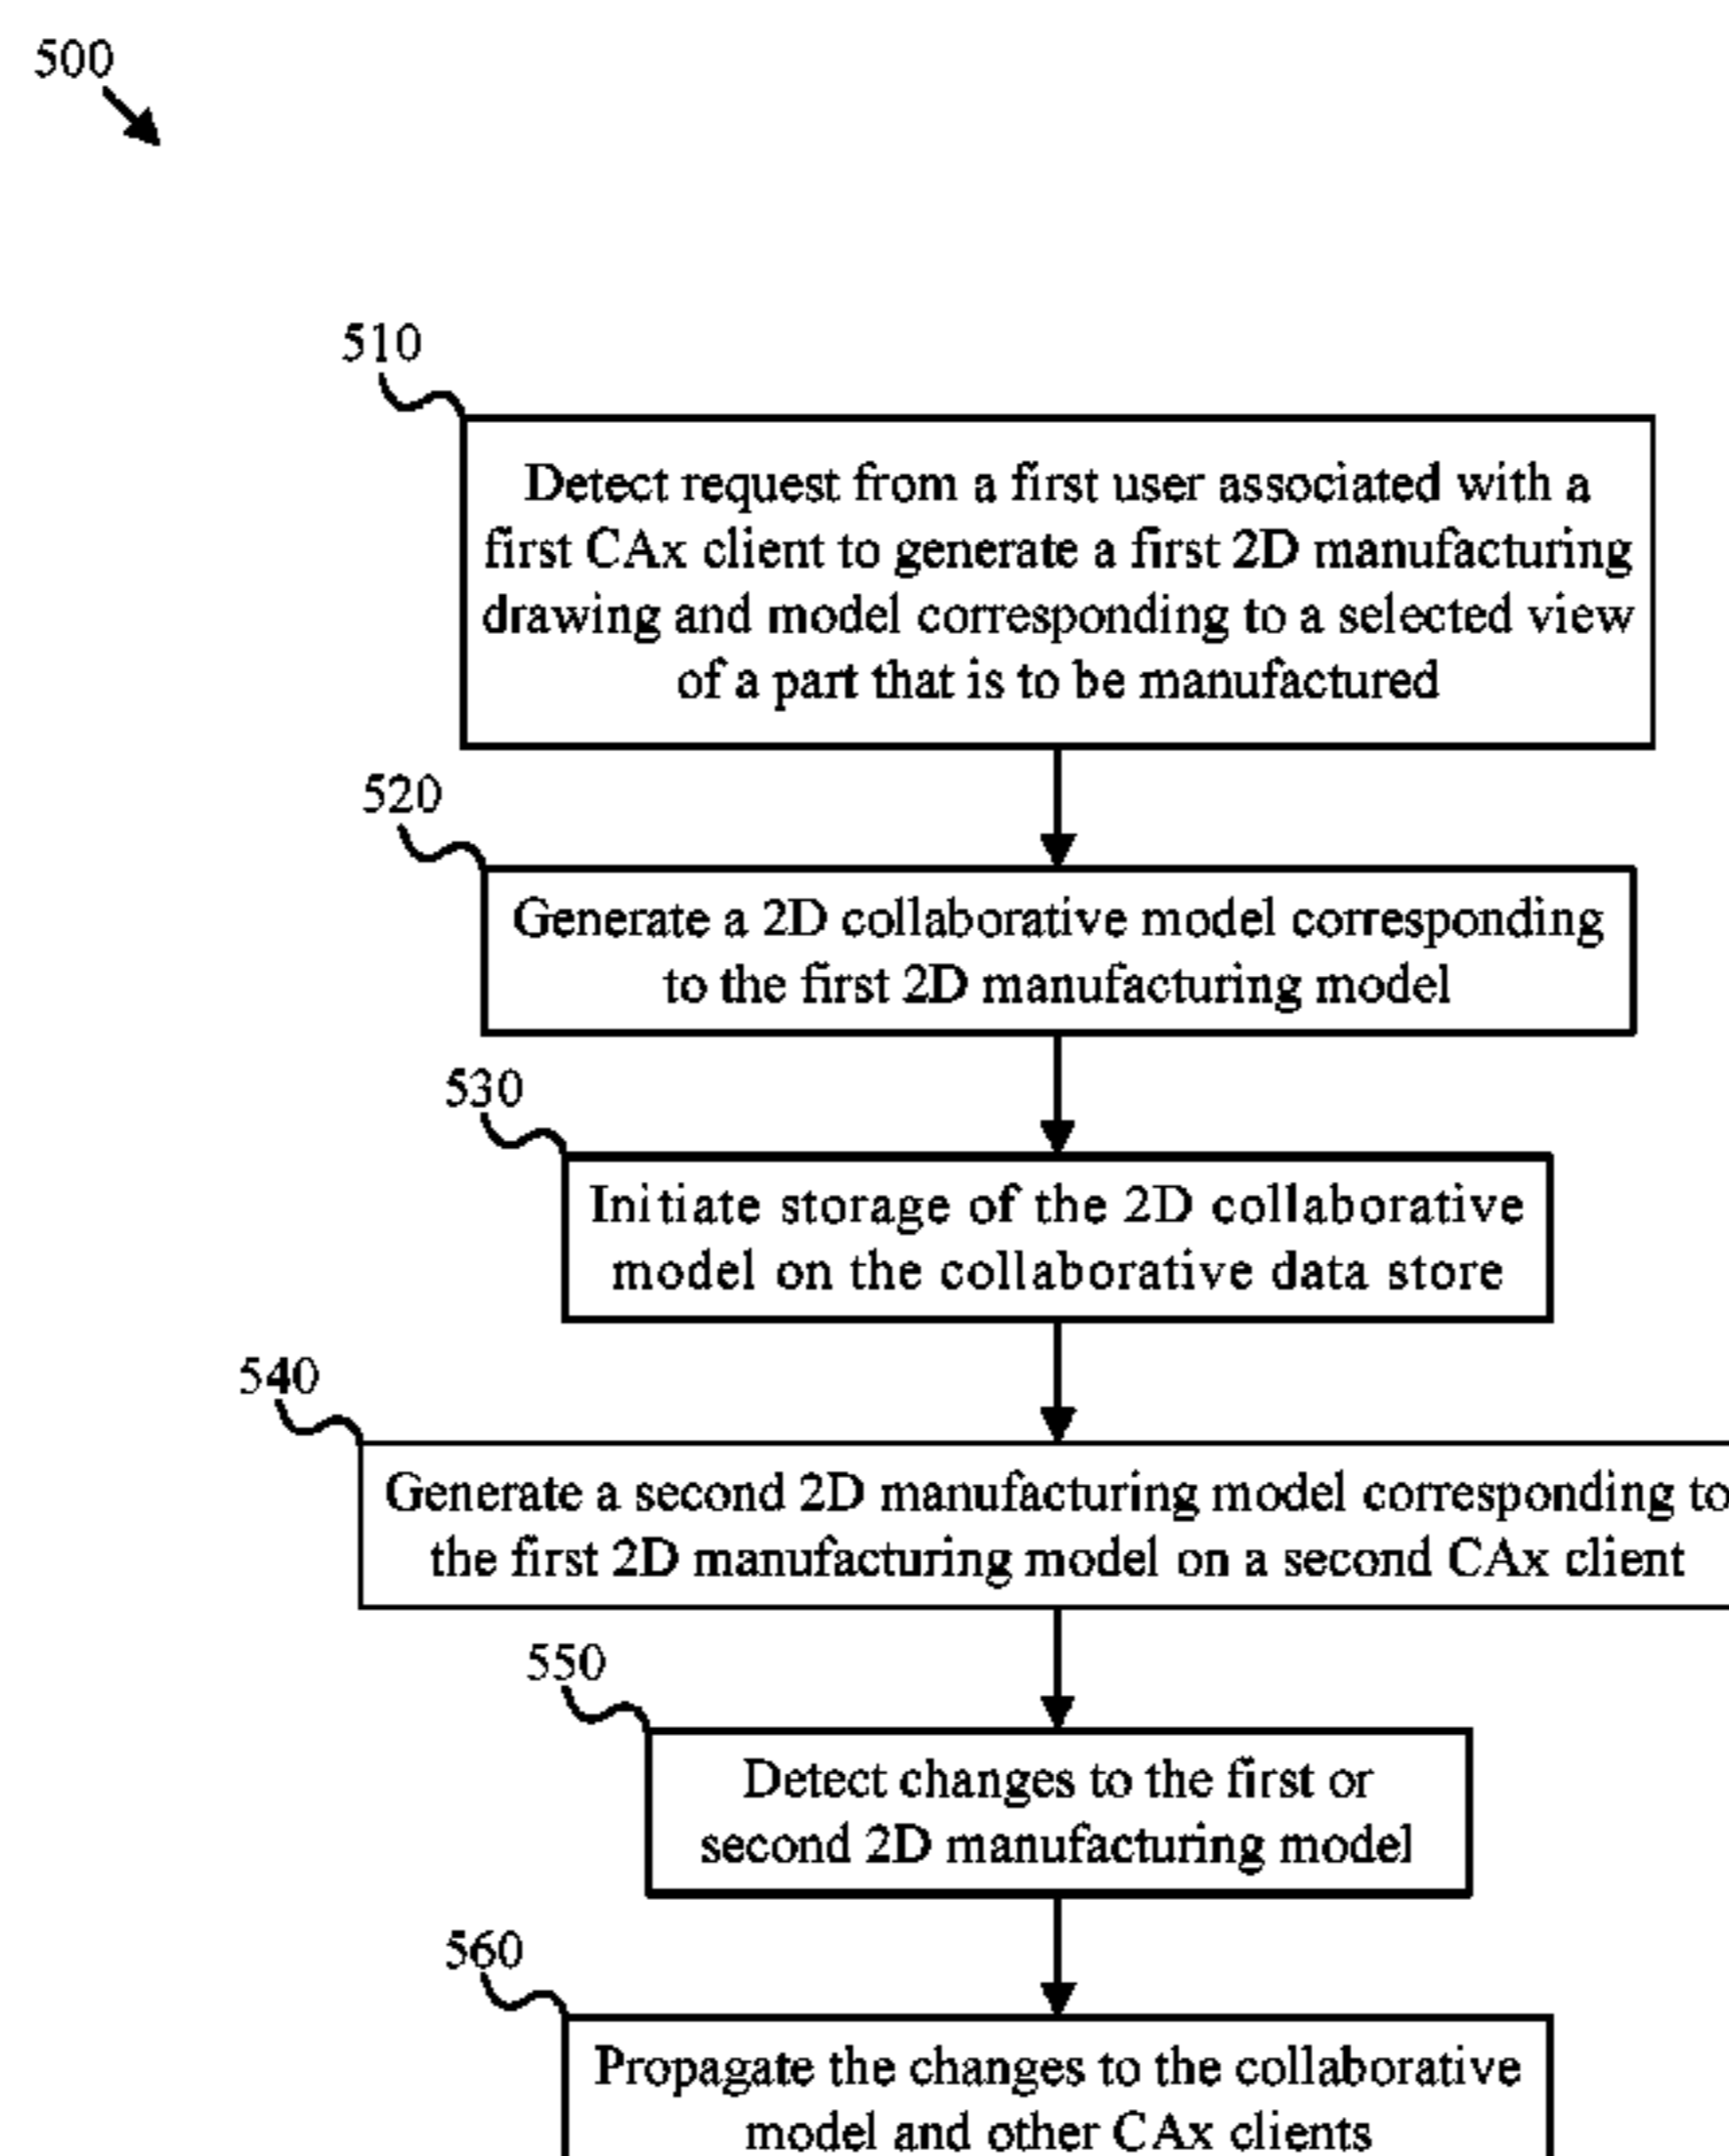 500
510
Detect request from a first user associated with a
first CAx client to generate a first 2D manufacturing
drawing and model corresponding to a selected view
of a part that is to be manufactured
520
Generate a 2D collaborative model corresponding
to the first 2D manufacturing model
530
Initiate storage of the 2D collaborative
model on the collaborative data store
540
Generate a second 2D manufacturing model corresponding to
the first 2D manufacturing model on a second CAx client
550
Detect changes to the first or
second 2D manufacturing model
560
Propagate the changes to the collaborative
model and other CAx clients